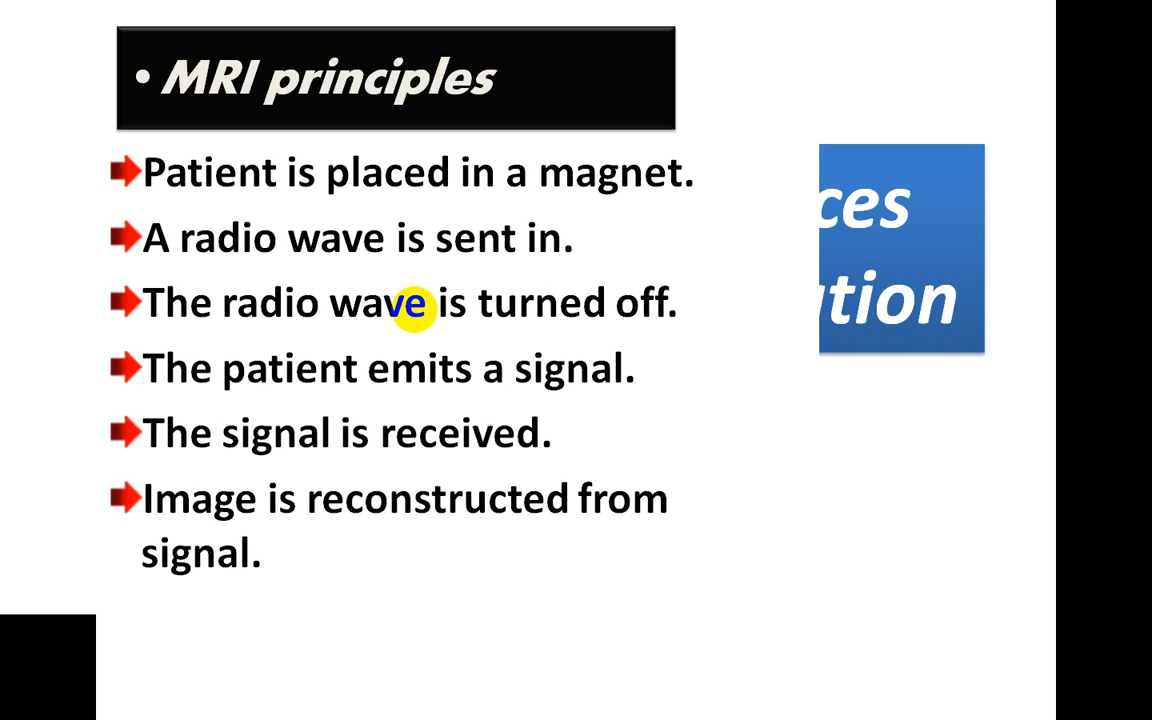 • MRI principles
Patient is placed in a magnet.
A radio wave is sent in.
The radio wave is turned off.
The patient emits a signal.
The signal is received.
Image is reconstructed from
signal.
ces
ation